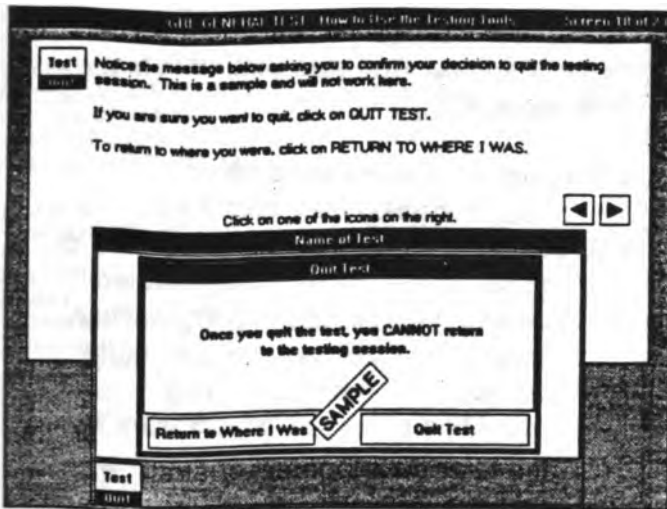 GRE GENERAL TEST How to Use the Testing Tools Screen 18 of 2
Test
Quit
Notice the message below asking you to confirm your decision to quit the testing
session. This is a sample and will not work here.
If you are sure you want to quit, click on QUIT TEST.
To return to where you were, click on RETURN TO WHERE I WAS.
Click on one of the icons on the right.
Name of Test
Quit Test
Once you quit the test, you CANNOT return
to the testing session.
SAMPLE
Return to Where I Was
Quit Test
Test
Quit